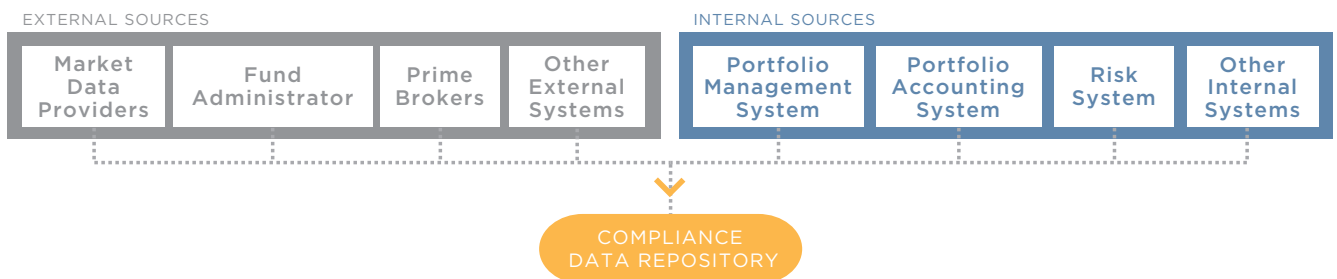 EXTERNAL SOURCES
Market
Data
Providers
Fund
Administrator
Prime
Brokers
Other
External
Systems
INTERNAL SOURCES
Portfolio
Management
System
Portfolio
Accounting
System
Risk
System
Other
Internal
Systems
COMPLIANCE
DATA REPOSITORY